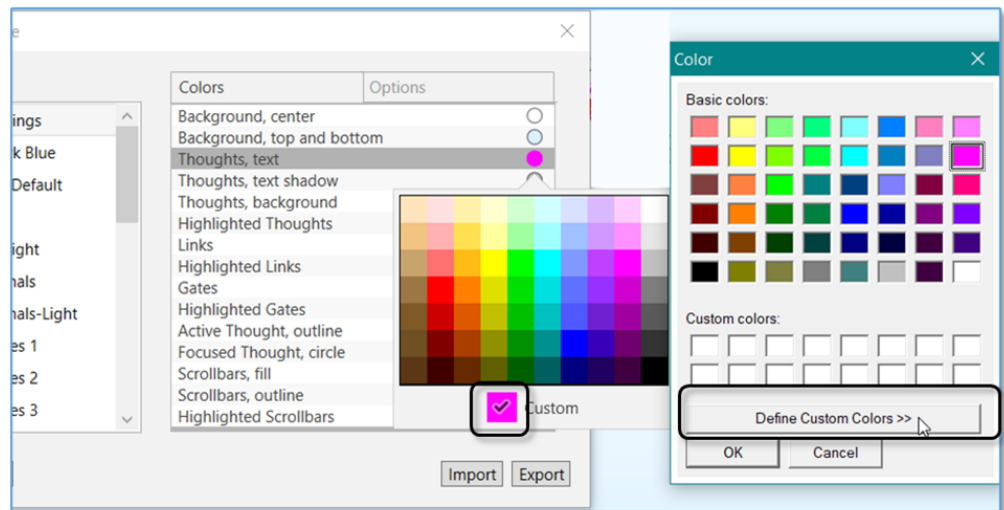 e
Colors Options
ings
k Blue
Default
ight
nals
nals-Light
es 1
es 2
es 3
Background, center
Background, top and bottom
Thoughts, text
Thoughts, text shadow
Thoughts, background
Highlighted Thoughts
Links
Highlighted Links
Gates
Highlighted Gates
Active Thought, outline
Focused Thought, circle
Scrollbars, fill
Scrollbars, outline
Highlighted Scrollbars
Custom
Import Export
Color
Basic colors:
Custom colors:
Define Custom Colors >>
OK Cancel